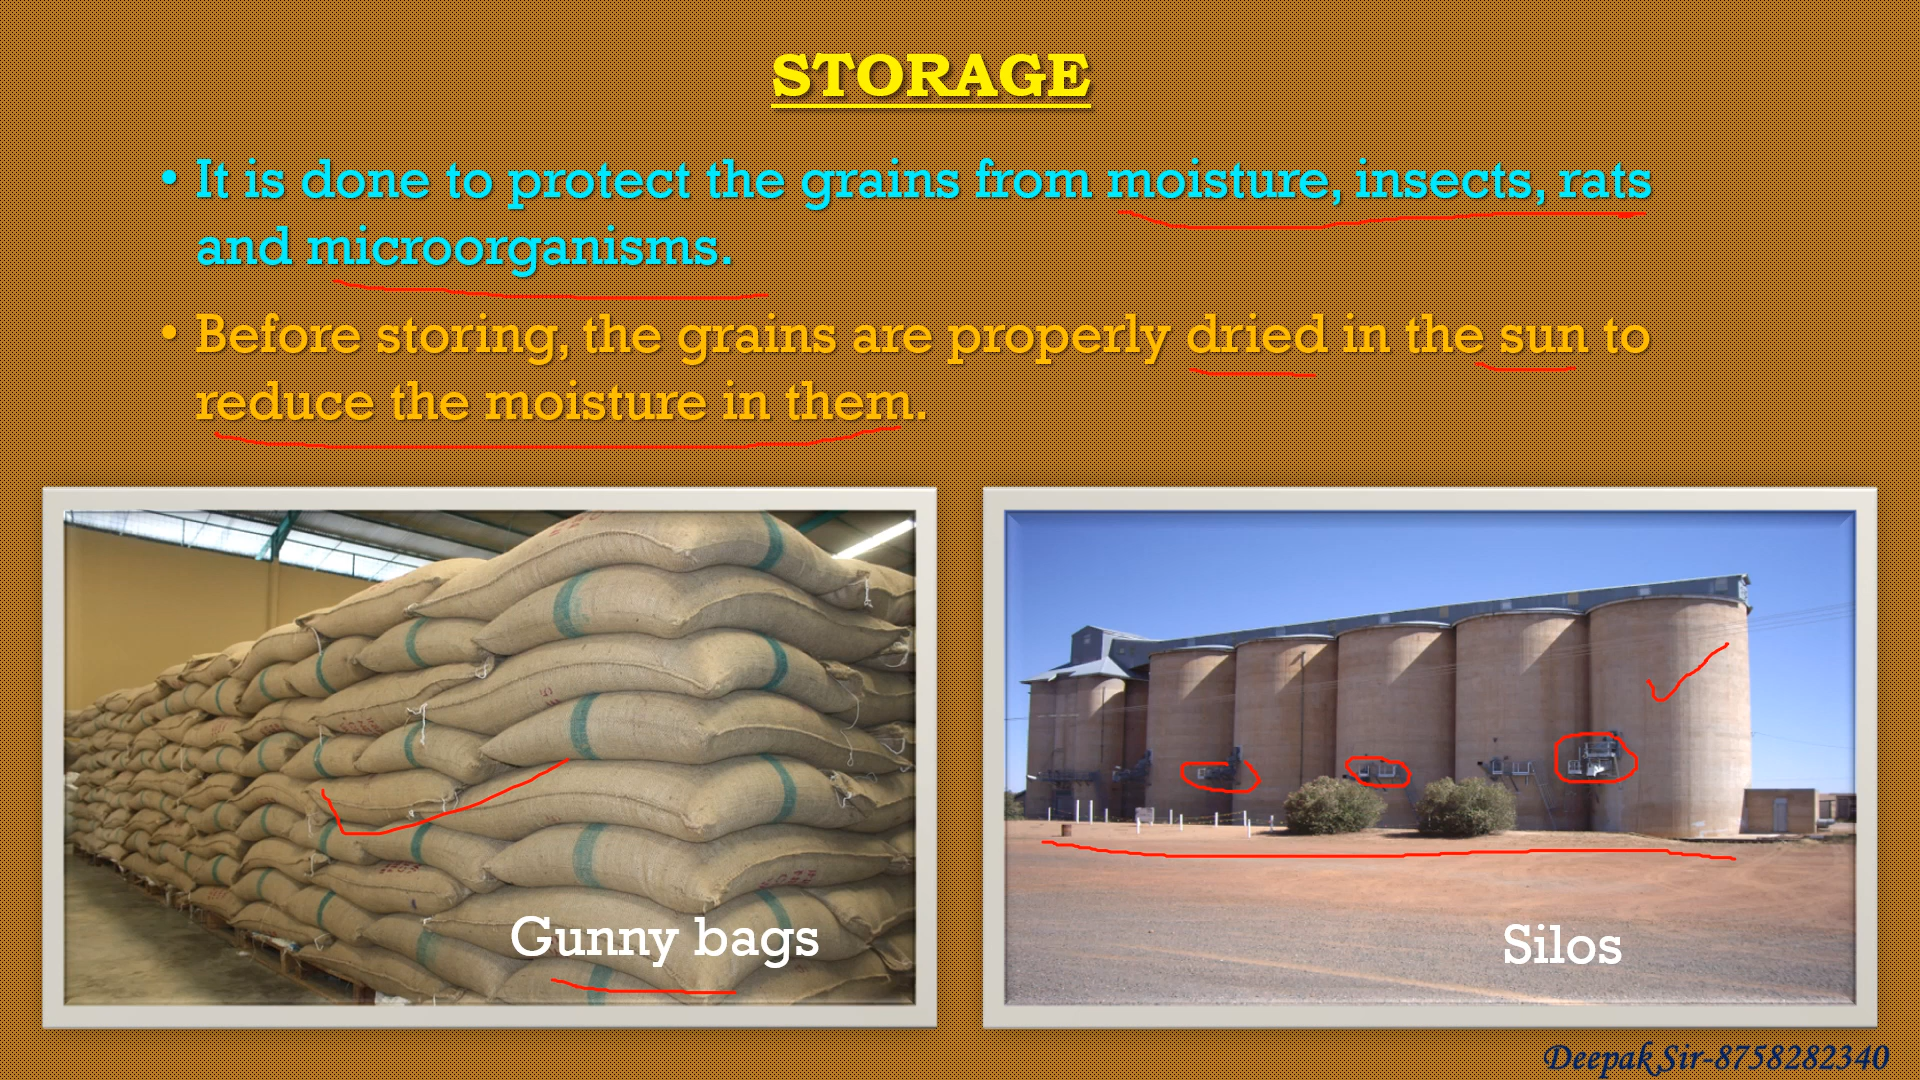 STORAGE
• It is done to protect the grains from moisture, insects, rats
and microorganisms.
• Before storing, the grains are properly dried in the sun to
reduce the moisture in them.
Gunny bags
Silos
Deepak Sir-8758282340